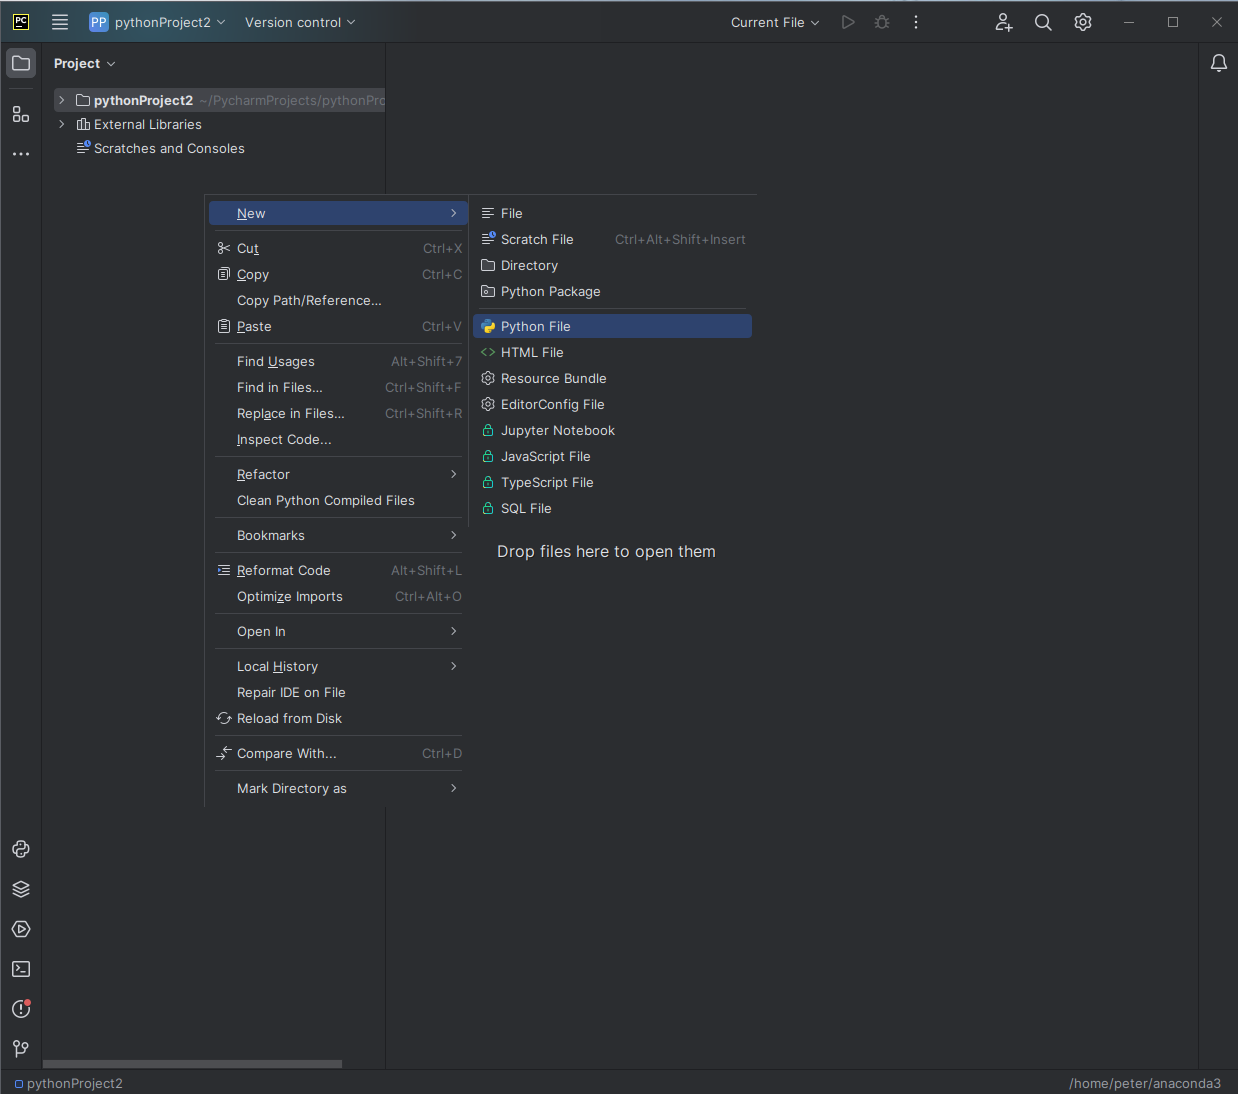 PC PP pythonProject2 Version control Current File
Project
pythonProject2 ~/PycharmProjects/pythonPro
External Libraries
Scratches and Consoles
New
Cut Ctrl+X
Copy Ctrl+C
Copy Path/Reference...
Paste Ctrl+V
Find Usages Alt+Shift+7
Find in Files... Ctrl+Shift+F
Replace in Files... Ctrl+Shift+R
Inspect Code...
Refactor
Clean Python Compiled Files
Bookmarks
Reformat Code Alt+Shift+L
Optimize Imports Ctrl+Alt+O
Open In
Local History
Repair IDE on File
Reload from Disk
Compare With... Ctrl+D
Mark Directory as
File
Scratch File Ctrl+Alt+Shift+Insert
Directory
Python Package
Python File
HTML File
Resource Bundle
EditorConfig File
Jupyter Notebook
JavaScript File
TypeScript File
SQL File
Drop files here to open them
pythonProject2 /home/peter/anaconda3